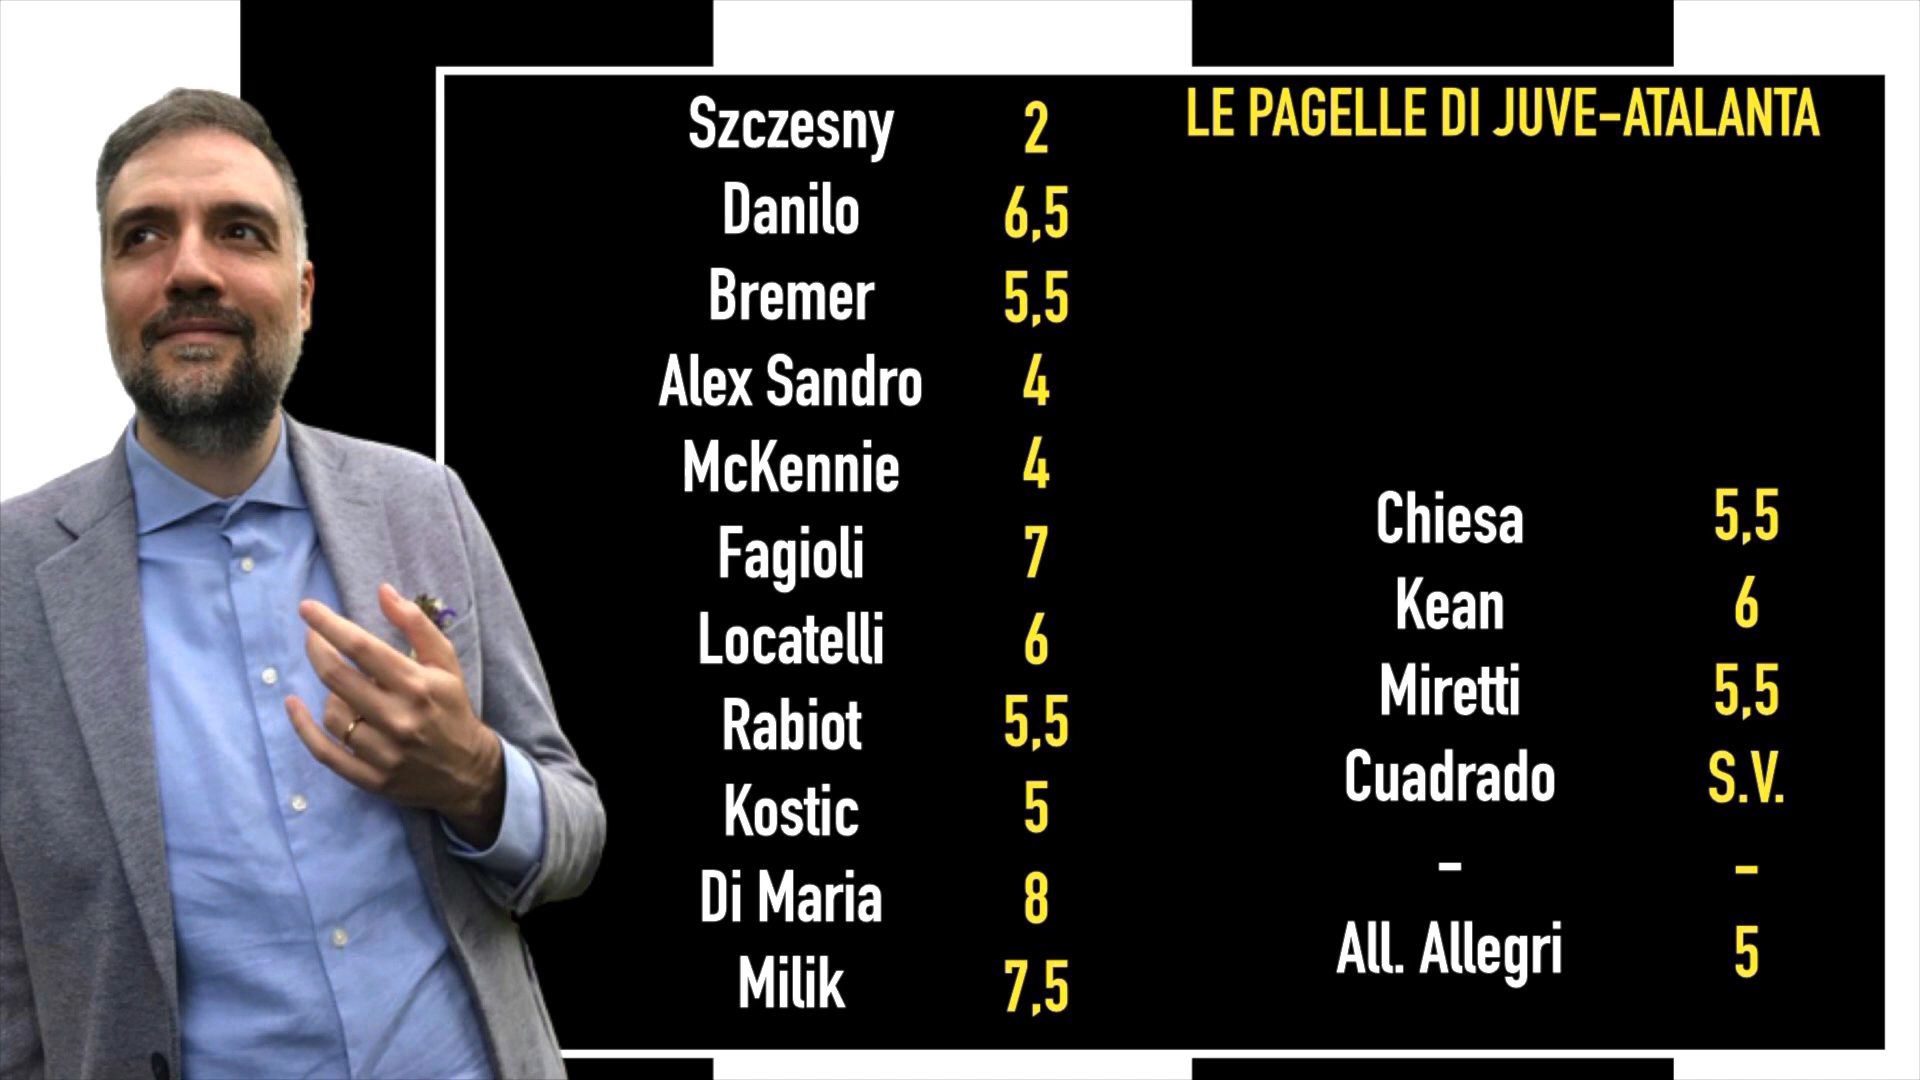 LE PAGELLE DI JUVE-ATALANTA
Szczesny 2
Danilo 6,5
Bremer 5,5
Alex Sandro 4
McKennie 4
Fagioli 7
Locatelli 6
Rabiot 5,5
Kostic 5
Di Maria 8
Milik 7,5
Chiesa 5,5
Kean 6
Miretti 5,5
Cuadrado S.V.
- -
All. Allegri 5